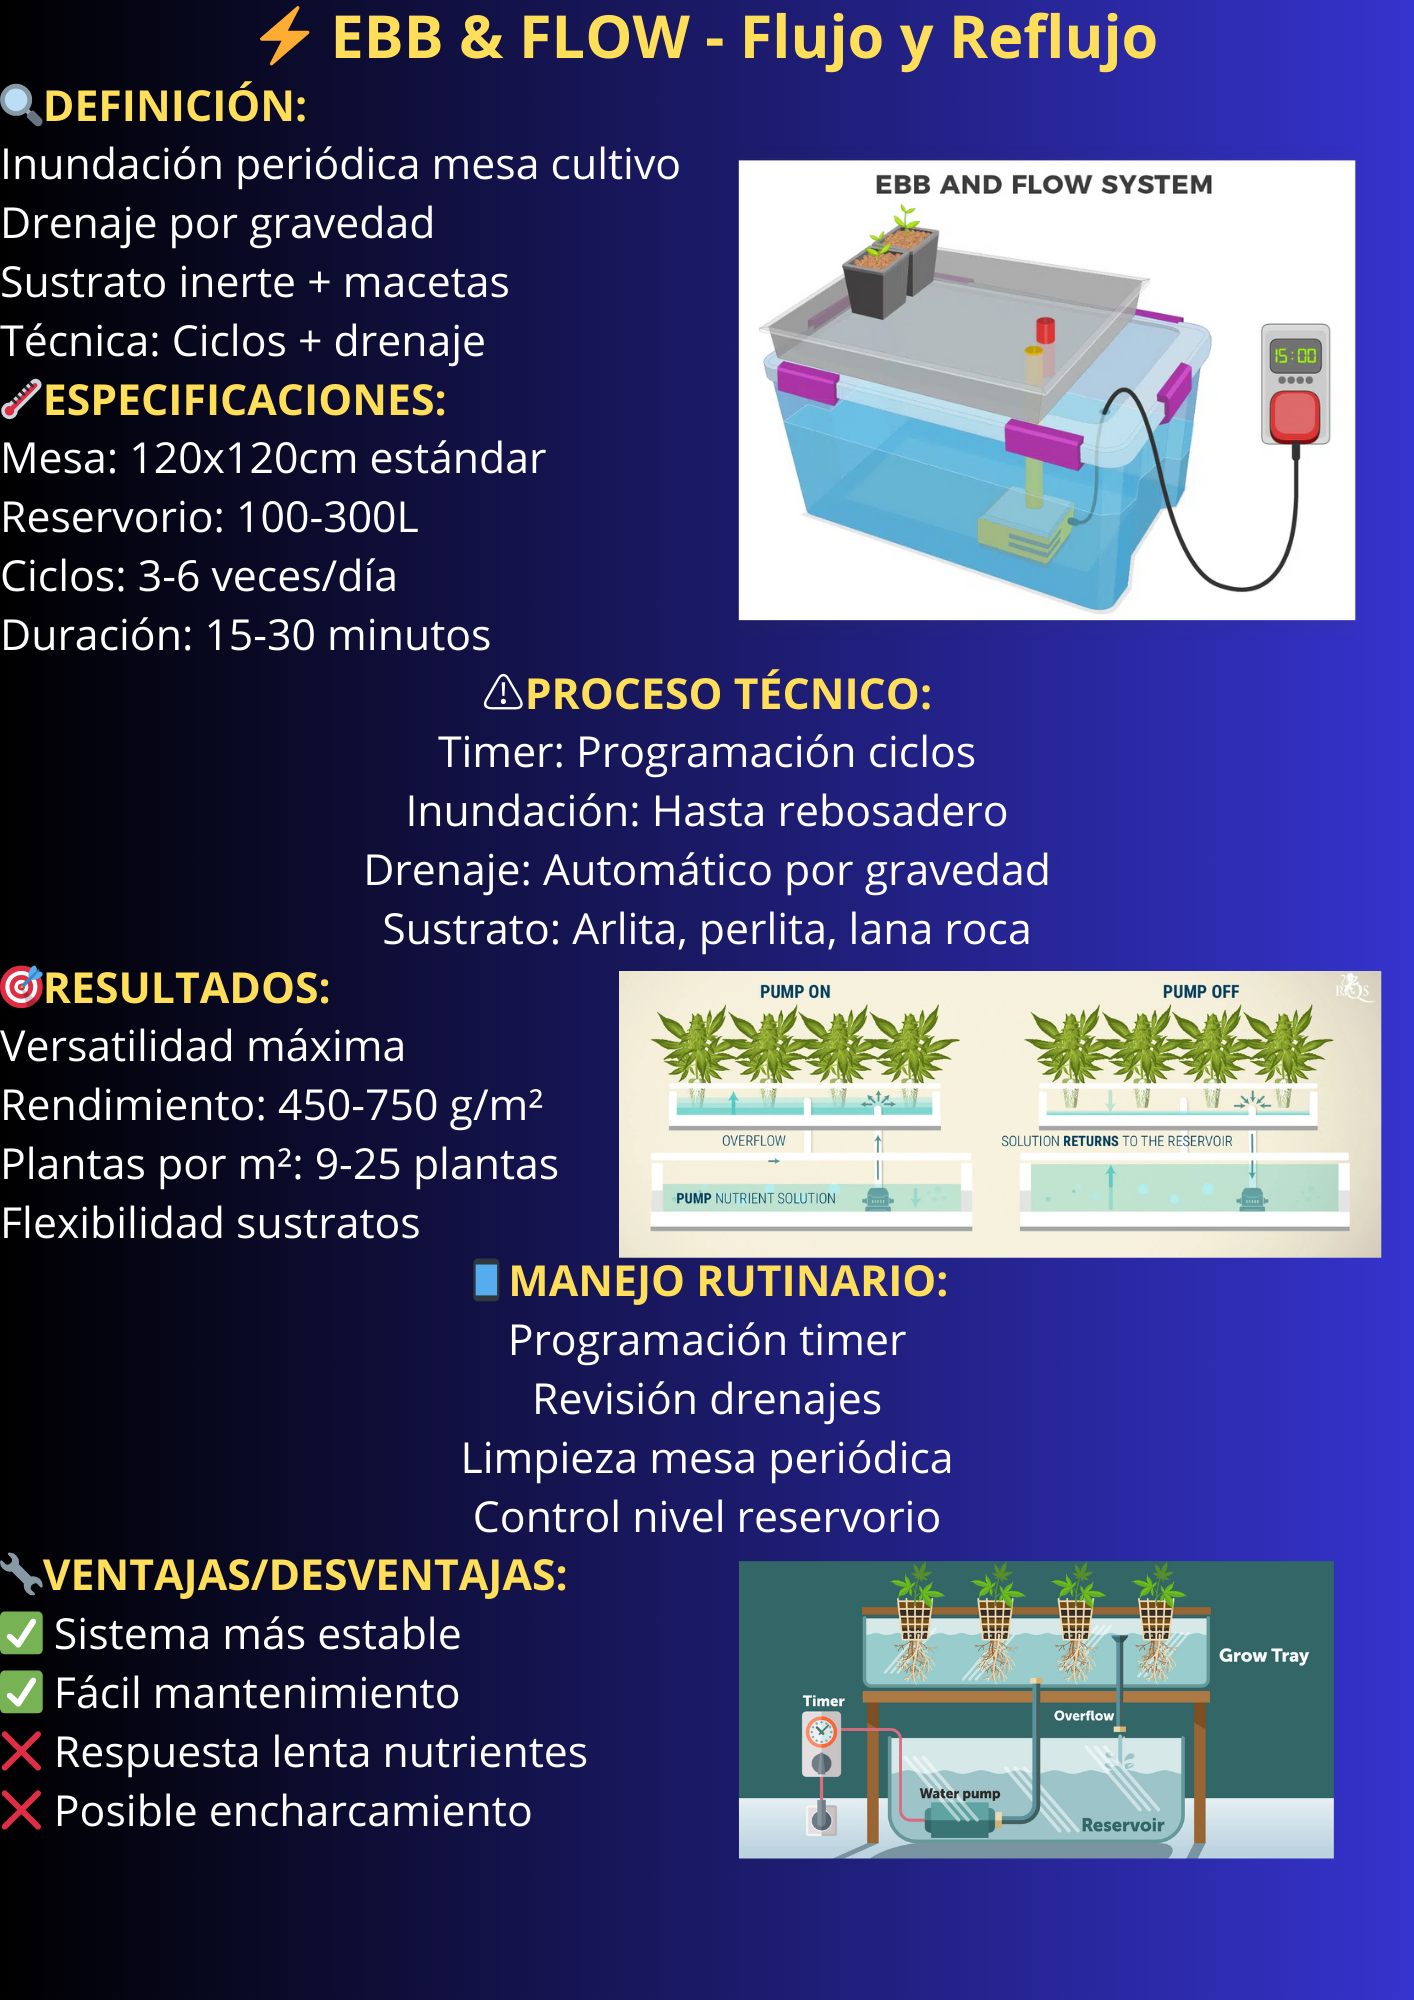 ⚡ EBB & FLOW - Flujo y Reflujo
🔍DEFINICIÓN:
Inundación periódica mesa cultivo
Drenaje por gravedad
Sustrato inerte + macetas
Técnica: Ciclos + drenaje
EBB AND FLOW SYSTEM
15:00
🌡️ESPECIFICACIONES:
Mesa: 120x120cm estándar
Reservorio: 100-300L
Ciclos: 3-6 veces/día
Duración: 15-30 minutos
⚠PROCESO TÉCNICO:
Timer: Programación ciclos
Inundación: Hasta rebosadero
Drenaje: Automático por gravedad
Sustrato: Arlita, perlita, lana roca
🎯RESULTADOS:
Versatilidad máxima
Rendimiento: 450-750 g/m²
Plantas por m²: 9-25 plantas
Flexibilidad sustratos
PUMP ON
OVERFLOW
PUMP NUTRIENT SOLUTION
PUMP OFF
RQS
SOLUTION RETURNS TO THE RESERVOIR
📱MANEJO RUTINARIO:
Programación timer
Revisión drenajes
Limpieza mesa periódica
Control nivel reservorio
🔧VENTAJAS/DESVENTAJAS:
✅ Sistema más estable
✅ Fácil mantenimiento
❌ Respuesta lenta nutrientes
❌ Posible encharcamiento
Grow Tray
Timer
Overflow
Water pump
Reservoir